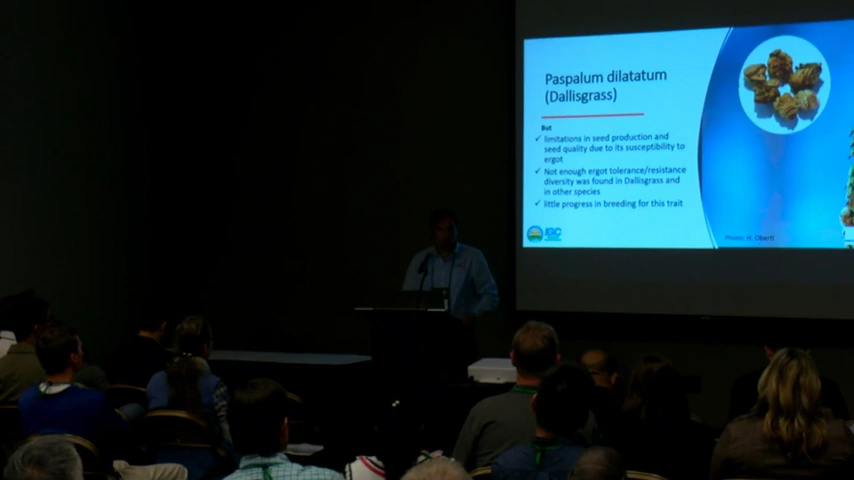 Paspalum dilatatum
(Dallisgrass)
But
✓ limitations in seed production and
seed quality due to its susceptibility to
ergot
✓ Not enough ergot tolerance/resistance
diversity was found in Dallisgrass and
in other species
✓ little progress in breeding for this trait
IGC
Photo: H. Oberti